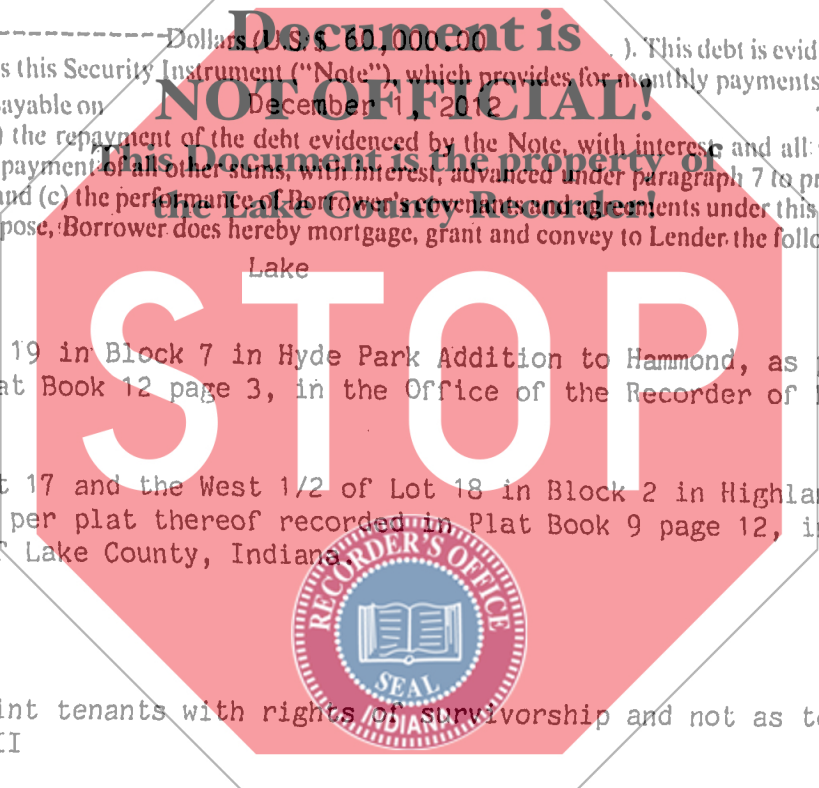 Document is
Dollars (U.S. $ 60,000.00 ). This debt is evid
s this Security Instrument ("Note"), which provides for monthly payments
NOT OFFICIAL!
ayable on December 1, 2012
) the repayment of the debt evidenced by the Note, with interest, and all
This Document is the property of
payment of all other sums, with interest, advanced under paragraph 7 to pr
and (c) the performance of Borrower's covenants and agreements under this
the Lake County Recorder!
pose, Borrower does hereby mortgage, grant and convey to Lender the follo
Lake
STOP
19 in Block 7 in Hyde Park Addition to Hammond, as p
at Book 12 page 3, in the Office of the Recorder of L
t 17 and the West 1/2 of Lot 18 in Block 2 in Highlan
per plat thereof recorded in Plat Book 9 page 12, in
f Lake County, Indiana.
RECORDER'S OFFICE
SEAL
INDIANA
int tenants with rights of survivorship and not as te
II